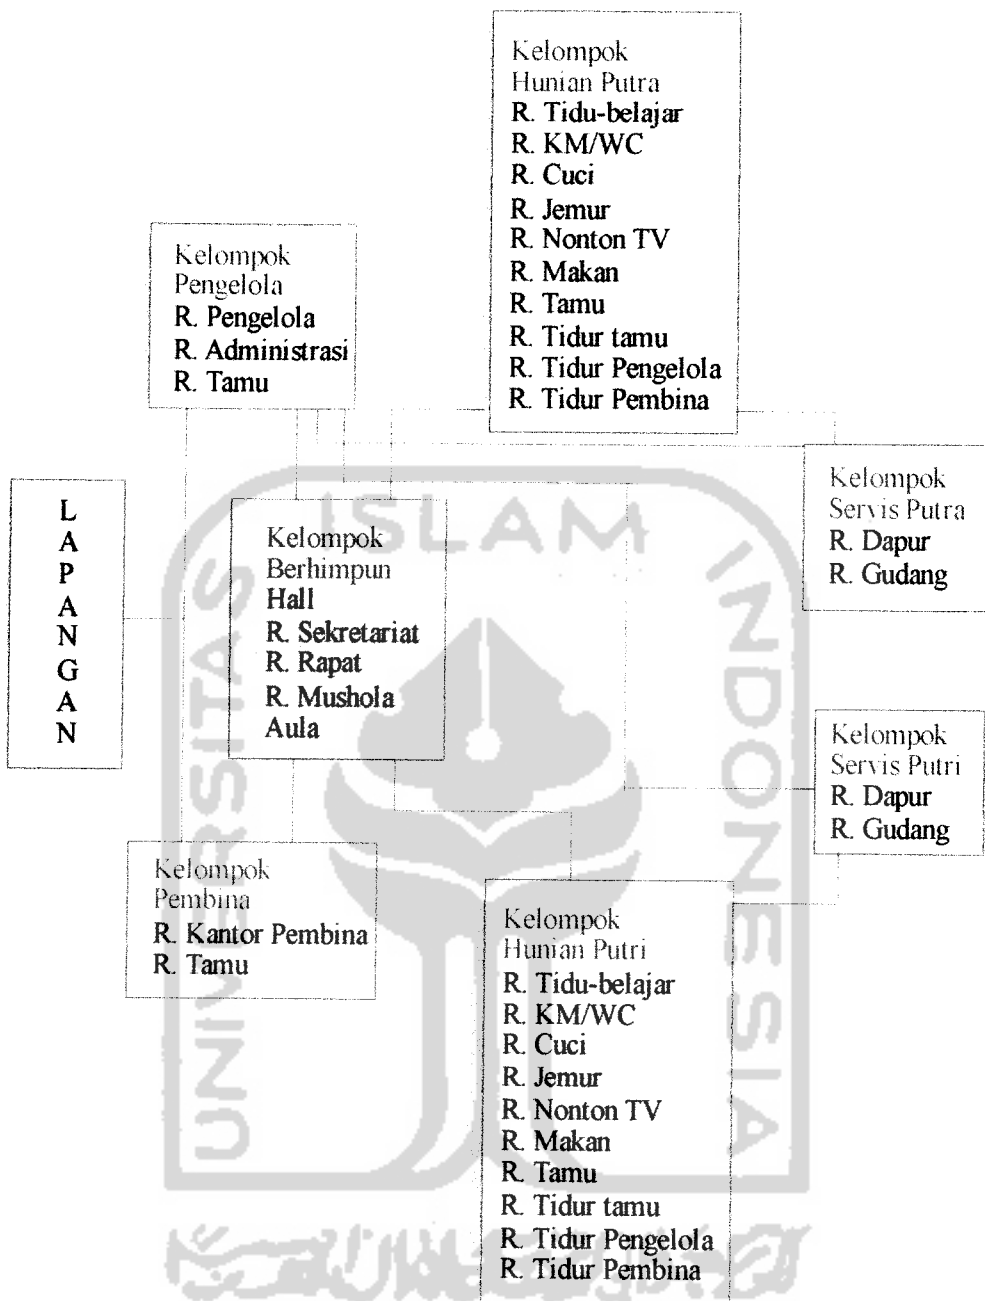 Kelompok
Hunian Putra
R. Tidu-belajar
R. KM/WC
R. Cuci
R. Jemur
R. Nonton TV
R. Makan
R. Tamu
R. Tidur tamu
R. Tidur Pengelola
R. Tidur Pembina
Kelompok
Pengelola
R. Pengelola
R. Administrasi
R. Tamu
Kelompok
Servis Putra
R. Dapur
R. Gudang
L
A
P
A
N
G
A
N
Kelompok
Berhimpun
Hall
R. Sekretariat
R. Rapat
R. Mushola
Aula
Kelompok
Servis Putri
R. Dapur
R. Gudang
Kelompok
Pembina
R. Kantor Pembina
R. Tamu
Kelompok
Hunian Putri
R. Tidu-belajar
R. KM/WC
R. Cuci
R. Jemur
R. Nonton TV
R. Makan
R. Tamu
R. Tidur tamu
R. Tidur Pengelola
R. Tidur Pembina
UNIVERSITAS
ISLAM
INDONESIA